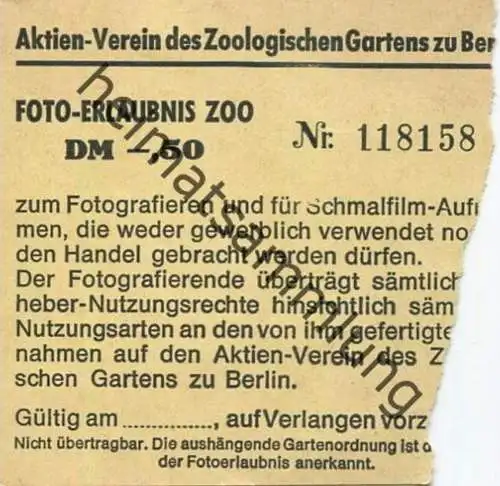 Aktien-Verein des Zoologischen Gartens zu Ber
FOTO-ERLAUBNIS ZOO
DM —,50
Nr. 118158
zum Fotografieren und für Schmalfilm-Auf
men, die weder gewerblich verwendet no
den Handel gebracht werden dürfen.
Der Fotografierende überträgt sämtlich
heber-Nutzungsrechte hinsichtlich säm
Nutzungsarten an den von ihm gefertigte
nahmen auf den Aktien-Verein des Z
schen Gartens zu Berlin.
Gültig am .............., auf Verlangen vorz
Nicht übertragbar. Die aushängende Gartenordnung ist
der Fotoerlaubnis anerkannt.
heimatsammlung